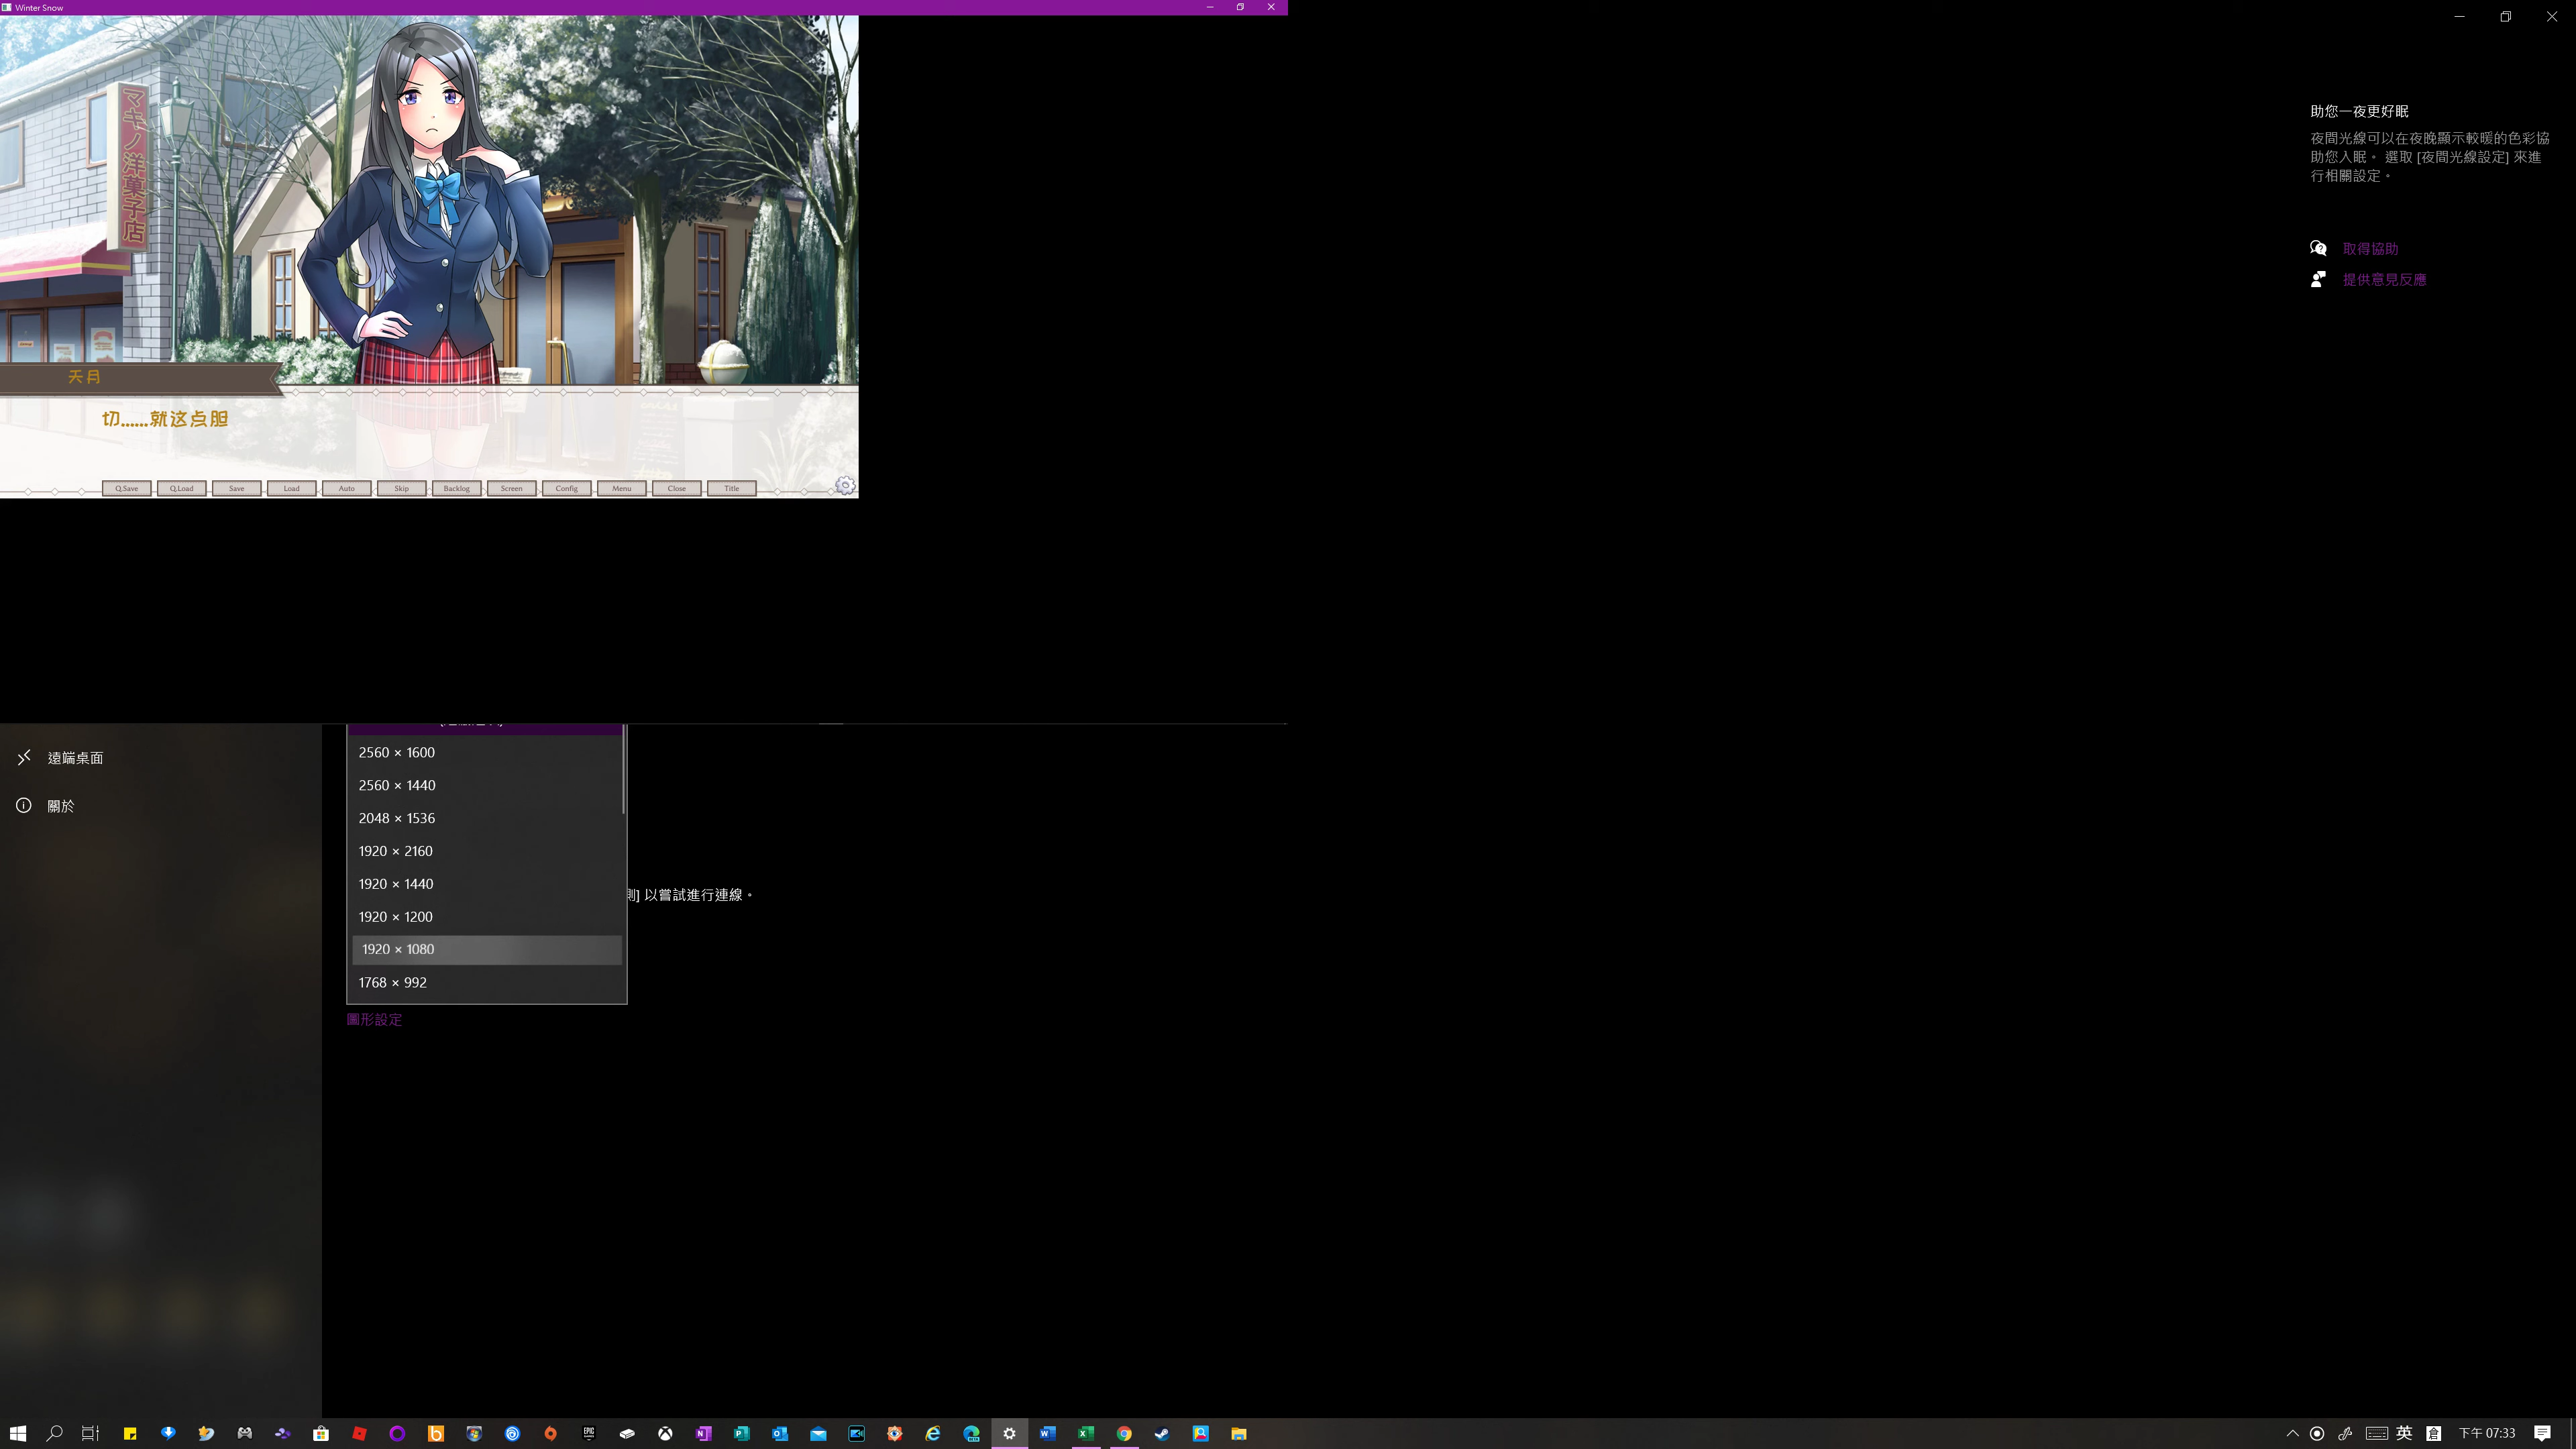 Winter Snow
マキノ洋菓子店
天月
切......就这点胆
Q.Save
Q.Load
Save
Load
Auto
Skip
Backlog
Screen
Config
Menu
Close
Title
助您一夜更好眠
夜間光線可以在夜晚顯示較暖的色彩協
助您入眠。 選取 [夜間光線設定] 來進
行相關設定。
取得協助
提供意見反應
遠端桌面
關於
2560 × 1600
2560 × 1440
2048 × 1536
1920 × 2160
1920 × 1440
1920 × 1200
1920 × 1080
1768 × 992
] 以嘗試進行連線。
圖形設定
英
倉
下午 07:33